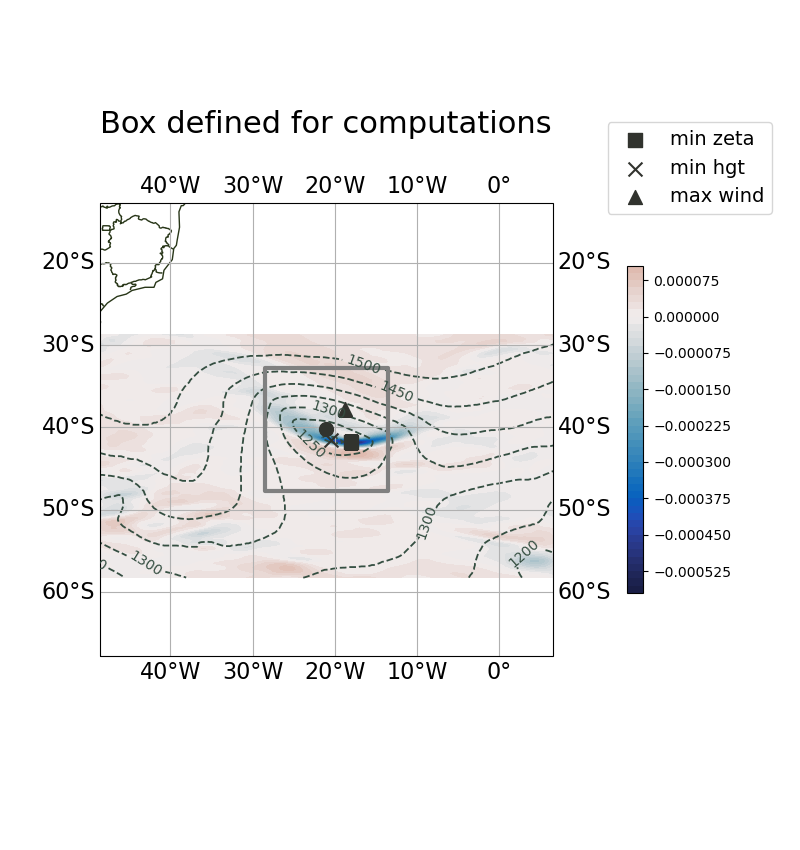 Box defined for computations
min zeta
min hgt
max wind
40°W 30°W 20°W 10°W 0°
20°S 20°S
30°S 30°S
40°S 40°S
50°S 50°S
60°S 60°S
40°W 30°W 20°W 10°W 0°
1500
1450
1300
1250
1300
1300
1200
0
0.000075
0.000000
−0.000075
−0.000150
−0.000225
−0.000300
−0.000375
−0.000450
−0.000525